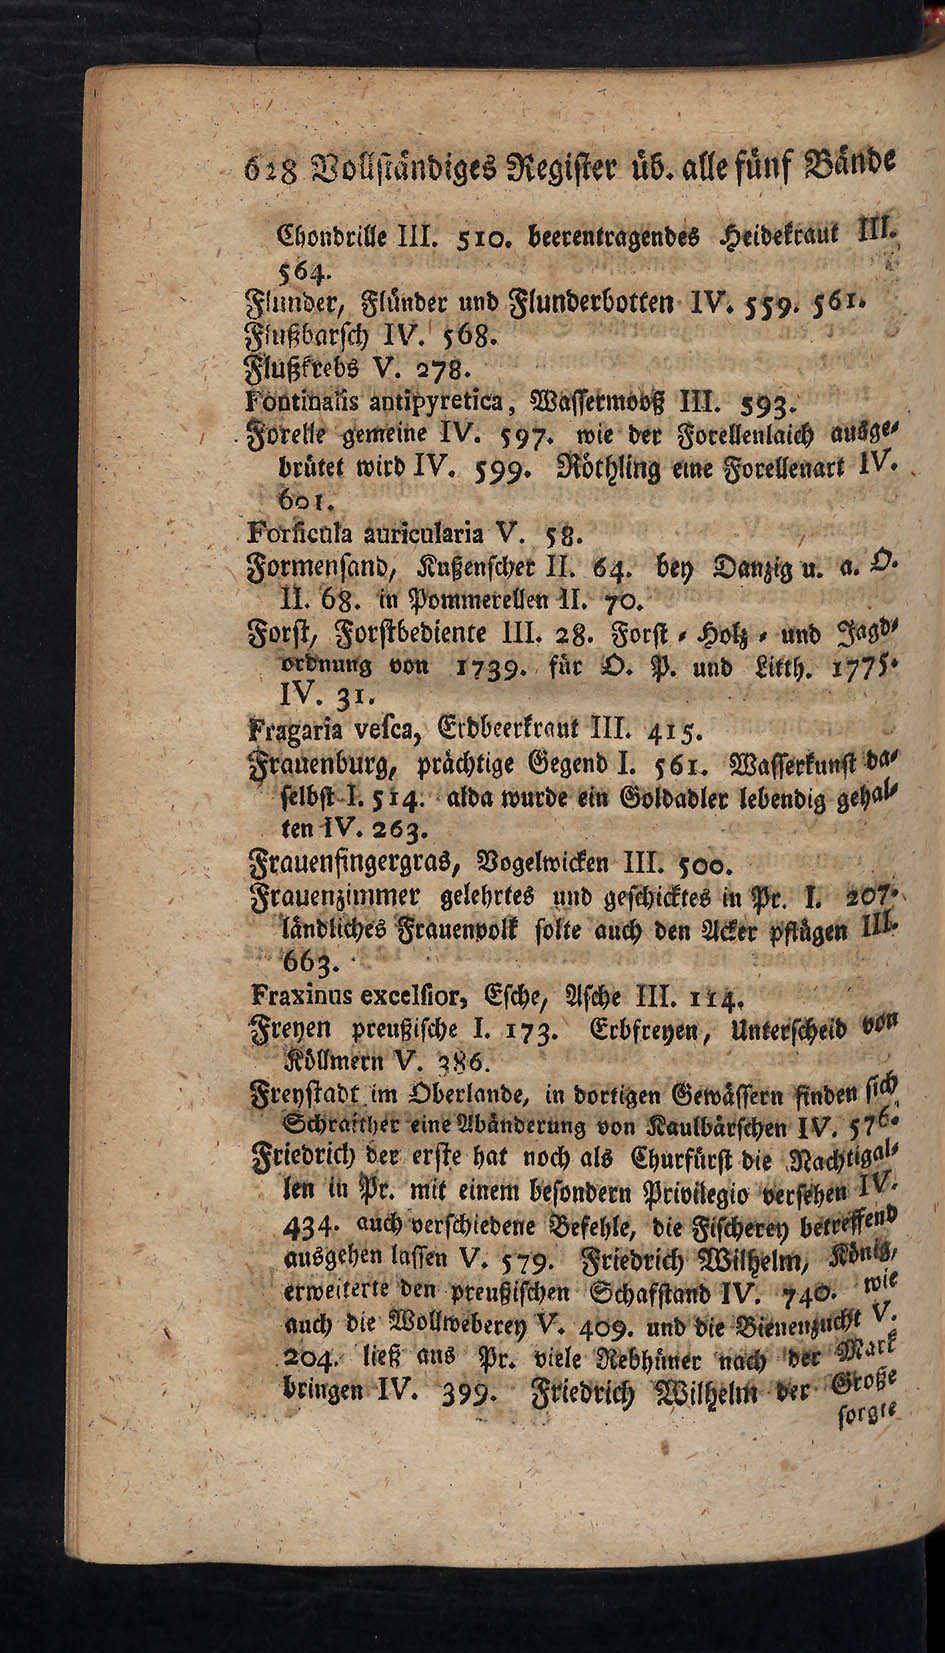 628 Vollständiges Register üb. alle fünf Bände
Chondrille III. 510. beerentragendes Heidekraut III.
564.
Flunder, Flünder und Flunderbotten IV. 559. 561.
Flußbarsch IV. 568.
Flußkrebs V. 278.
Fontinalis antipyretica, Wassermooß III. 593.
Forelle gemeine IV. 597. wie der Forellenlaich ausge-
brütet wird IV. 599. Röthling eine Forellenart IV.
601.
Forficula auricularia V. 58.
Formensand, Kußenscher II. 64. bey Danzig u. a. O.
II. 68. in Pommerellen II. 70.
Forst, Forstbediente III. 28. Forst- Holz- und Jagd-
ordnung von 1739. für O. P. und Litth. 1775.
IV. 31.
Fragaria vesca, Erdbeerkraut III. 415.
Frauenburg, prächtige Gegend I. 561. Wasserkunst da-
selbst I. 514. alda wurde ein Goldadler lebendig gehal-
ten IV. 263.
Frauenfingergras, Vogelwicken III. 500.
Frauenzimmer gelehrtes und geschicktes in Pr. I. 207.
ländliches Frauenvolk solte auch den Acker pflügen III.
663.
Fraxinus excelsior, Esche, Asche III. 114.
Freyen preußische I. 173. Erbfreyen, Unterscheid von
Köllmern V. 386.
Freystadt im Oberlande, in dortigen Gewässern finden sich
Schraither eine Abänderung von Kaulbärschen IV. 576.
Friedrich der erste hat noch als Churfürst die Nachtigal-
len in Pr. mit einem besondern Privilegio versehen IV.
434. auch verschiedene Befehle, die Fischerey betreffend
ausgehen lassen V. 579. Friedrich Wilhelm, König,
erweiterte den preußischen Schafstand IV. 740. wie
auch die Wollweberey V. 409. und die Bienenzucht V.
204. ließ aus Pr. viele Rebhüner nach der Mark
bringen IV. 399. Friedrich Wilhelm der Große
sorgte